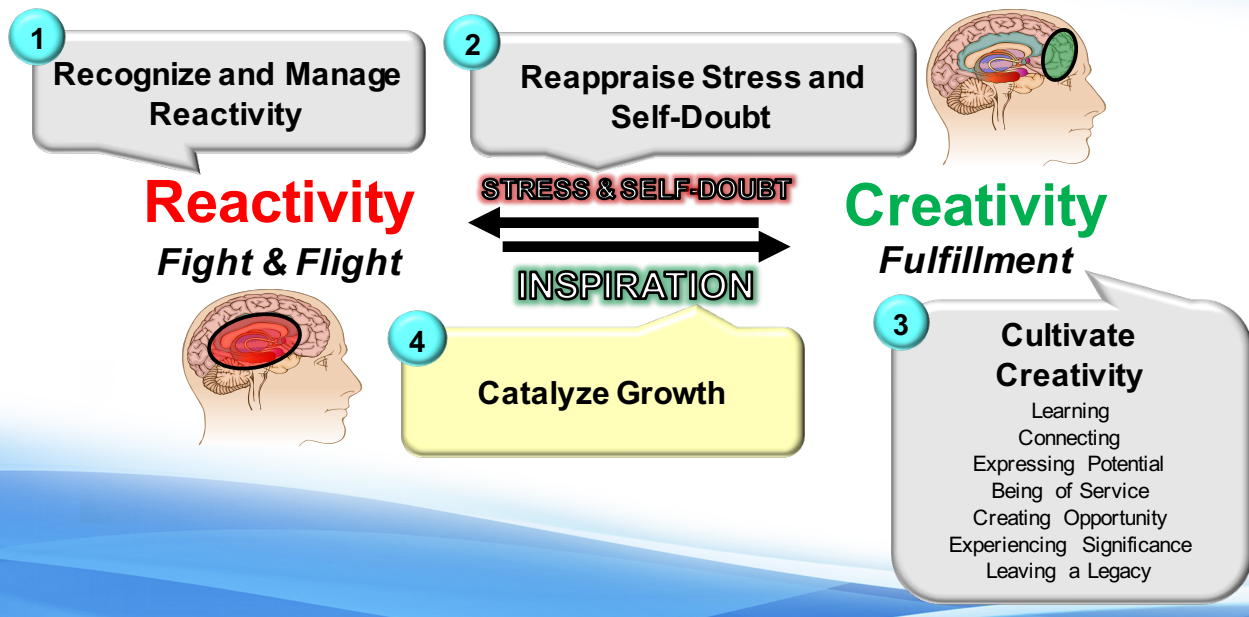 1
Recognize and Manage
Reactivity
2
Reappraise Stress and
Self-Doubt
Reactivity
Fight & Flight
STRESS & SELF-DOUBT
INSPIRATION
Creativity
Fulfillment
4
Catalyze Growth
3
Cultivate
Creativity
Learning
Connecting
Expressing Potential
Being of Service
Creating Opportunity
Experiencing Significance
Leaving a Legacy